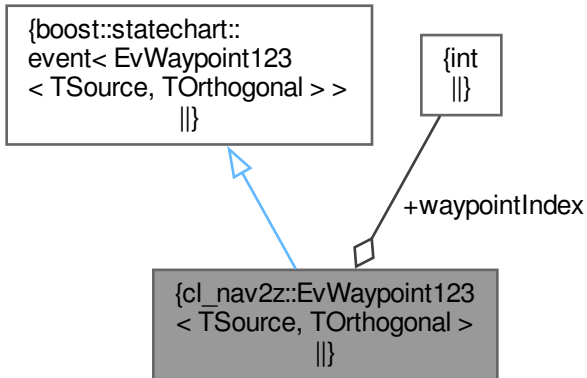 {boost::statechart::
event< EvWaypoint123
< TSource, TOrthogonal > >
||}
{int
||}
+waypointIndex
{cl_nav2z::EvWaypoint123
< TSource, TOrthogonal >
||}